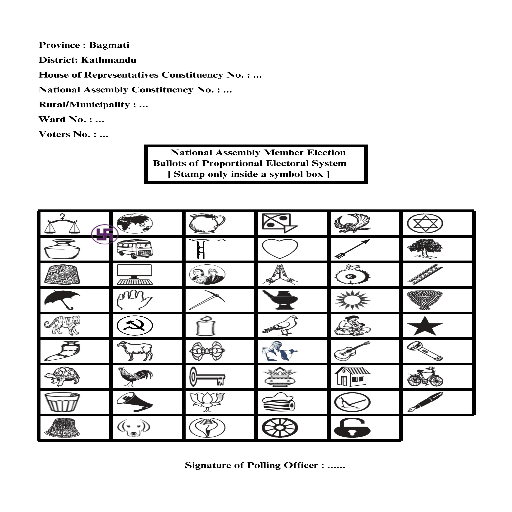 Province : Bagmati
District: Kathmandu
House of Representatives Constituency No. : ...
National Assembly Constituency No. : ...
Rural/Municipality : ...
Ward No. : ...
Voters No. : ...
National Assembly Member Election
Ballots of Proportional Electoral System
[ Stamp only inside a symbol box ]
Signature of Polling Officer : ......